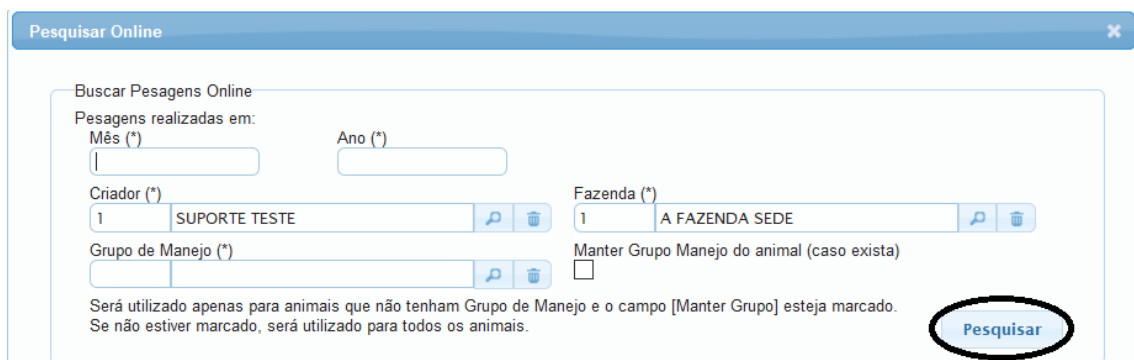 Pesquisar Online
Buscar Pesagens Online
Pesagens realizadas em:
Mês (*) Ano (*)
Criador (*) Fazenda (*)
1 SUPORTE TESTE 1 A FAZENDA SEDE
Grupo de Manejo (*) Manter Grupo Manejo do animal (caso exista)
Será utilizado apenas para animais que não tenham Grupo de Manejo e o campo [Manter Grupo] esteja marcado.
Se não estiver marcado, será utilizado para todos os animais.
Pesquisar